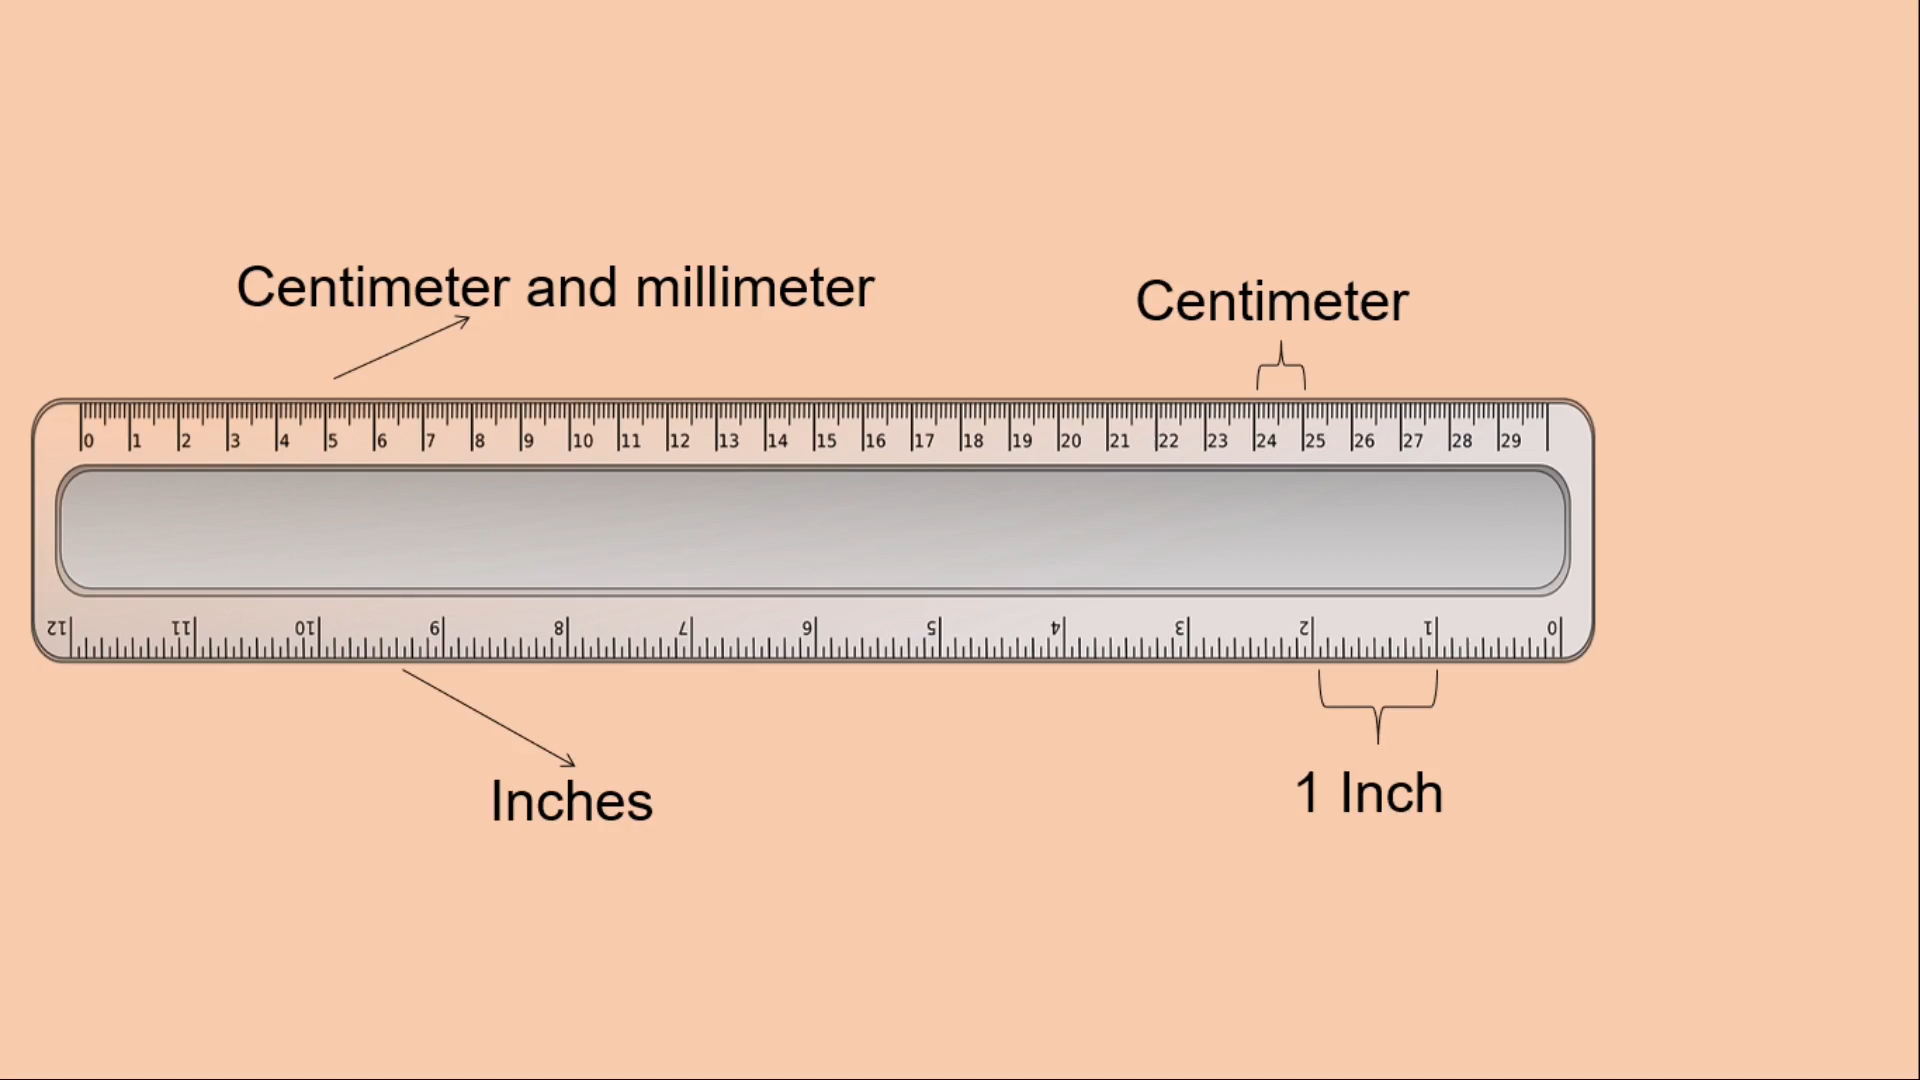 Centimeter and millimeter
Centimeter
0 1 2 3 4 5 6 7 8 9 10 11 12 13 14 15 16 17 18 19 20 21 22 23 24 25 26 27 28 29
12 11 10 9 8 7 6 5 4 3 2 1 0
Inches
1 Inch